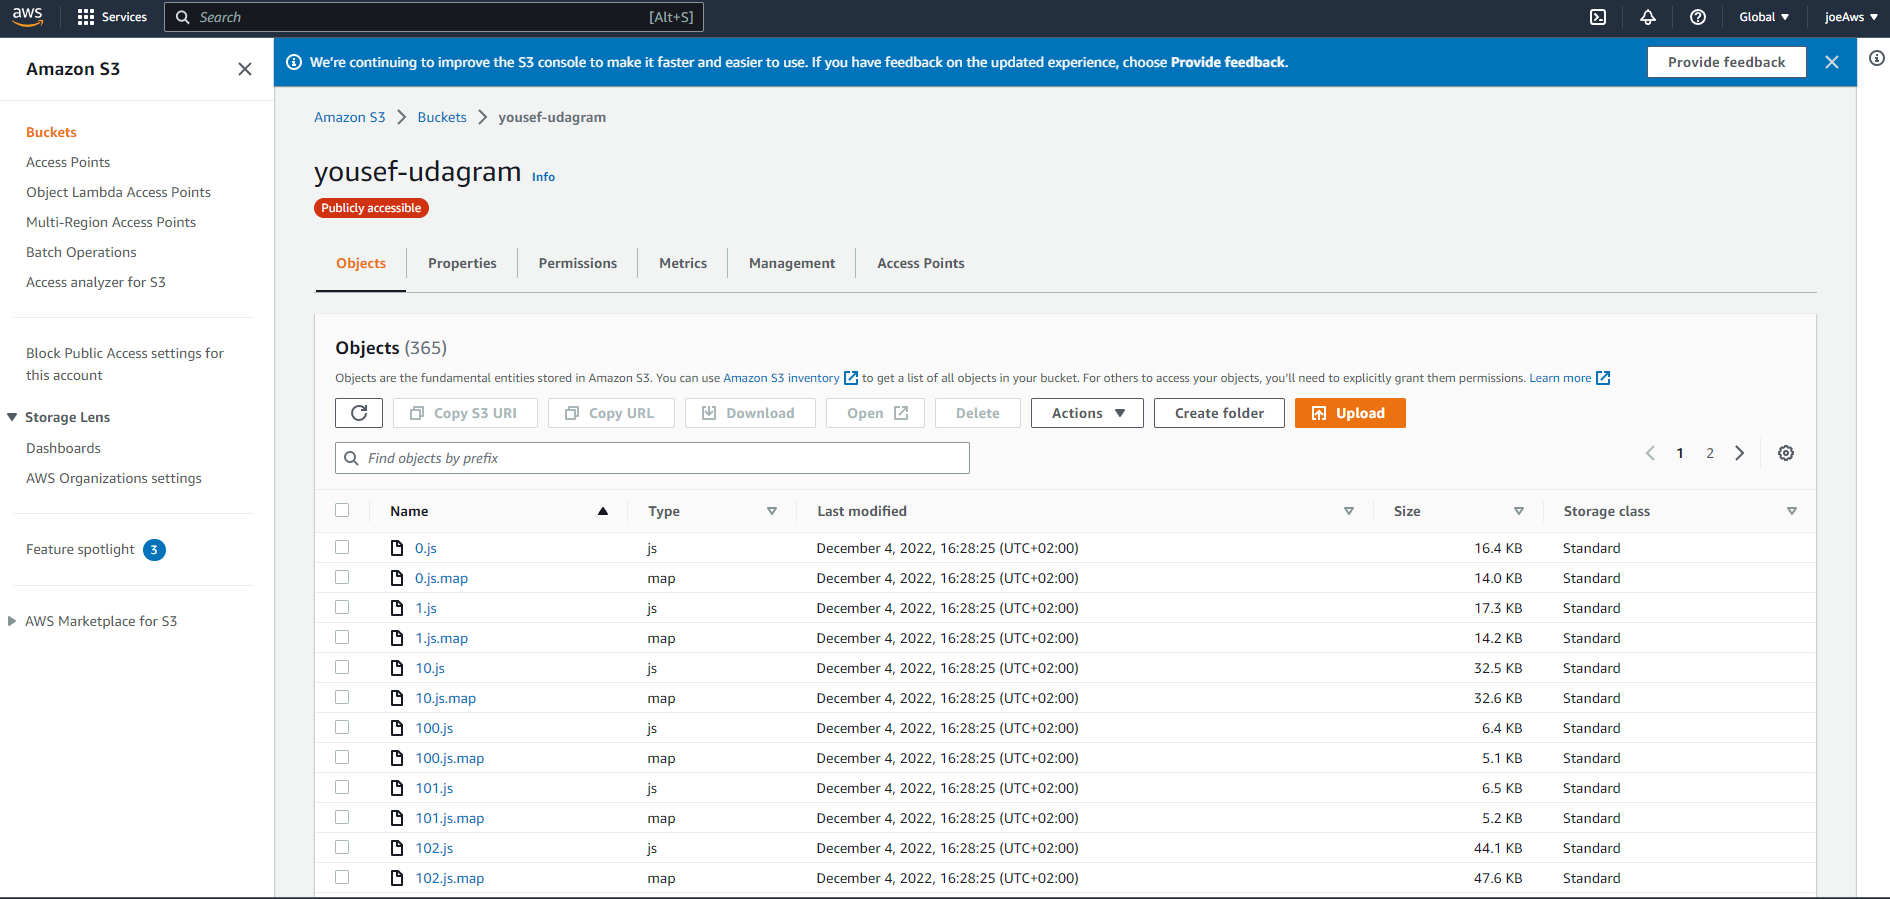 aws
Services
Search [Alt+S]
Global ▼
joeAws ▼
Amazon S3
We're continuing to improve the S3 console to make it faster and easier to use. If you have feedback on the updated experience, choose Provide feedback.
Provide feedback
Buckets
Access Points
Object Lambda Access Points
Multi-Region Access Points
Batch Operations
Access analyzer for S3
Block Public Access settings for
this account
Storage Lens
Dashboards
AWS Organizations settings
Feature spotlight 3
AWS Marketplace for S3
Amazon S3 > Buckets > yousef-udagram
yousef-udagram Info
Publicly accessible
Objects Properties Permissions Metrics Management Access Points
Objects (365)
Objects are the fundamental entities stored in Amazon S3. You can use Amazon S3 inventory to get a list of all objects in your bucket. For others to access your objects, you'll need to explicitly grant them permissions. Learn more
Copy S3 URI Copy URL Download Open Delete Actions ▼ Create folder Upload
Find objects by prefix
< 1 2 >
Name Type Last modified Size Storage class
0.js js December 4, 2022, 16:28:25 (UTC+02:00) 16.4 KB Standard
0.js.map map December 4, 2022, 16:28:25 (UTC+02:00) 14.0 KB Standard
1.js js December 4, 2022, 16:28:25 (UTC+02:00) 17.3 KB Standard
1.js.map map December 4, 2022, 16:28:25 (UTC+02:00) 14.2 KB Standard
10.js js December 4, 2022, 16:28:25 (UTC+02:00) 32.5 KB Standard
10.js.map map December 4, 2022, 16:28:25 (UTC+02:00) 32.6 KB Standard
100.js js December 4, 2022, 16:28:25 (UTC+02:00) 6.4 KB Standard
100.js.map map December 4, 2022, 16:28:25 (UTC+02:00) 5.1 KB Standard
101.js js December 4, 2022, 16:28:25 (UTC+02:00) 6.5 KB Standard
101.js.map map December 4, 2022, 16:28:25 (UTC+02:00) 5.2 KB Standard
102.js js December 4, 2022, 16:28:25 (UTC+02:00) 44.1 KB Standard
102.js.map map December 4, 2022, 16:28:25 (UTC+02:00) 47.6 KB Standard